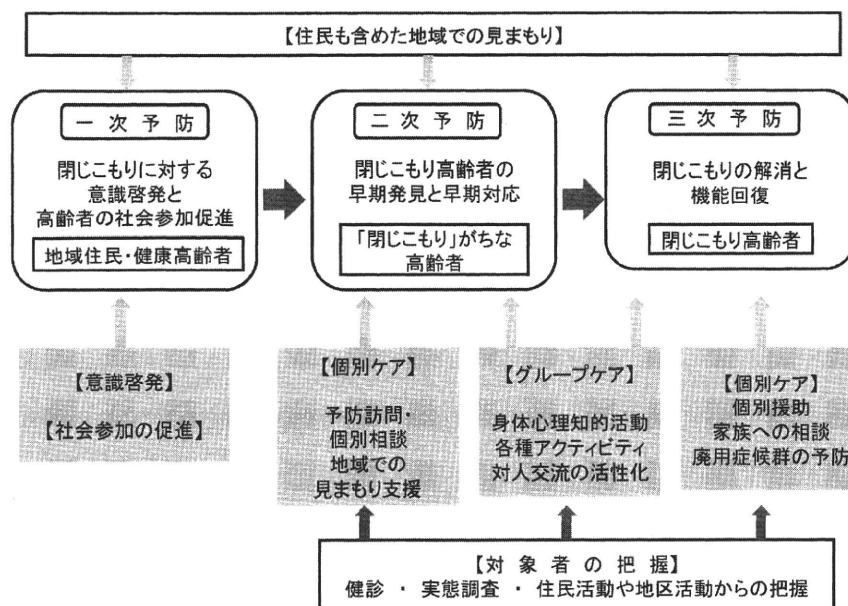 【住民も含めた地域での見まもり】
一次予防
閉じこもりに対する
意識啓発と
高齢者の社会参加促進
地域住民・健康高齢者
二次予防
閉じこもり高齢者の
早期発見と早期対応
「閉じこもり」がちな
高齢者
三次予防
閉じこもりの解消と
機能回復
閉じこもり高齢者
【意識啓発】
【社会参加の促進】
【個別ケア】
予防訪問・
個別相談
地域での
見まもり支援
【グループケア】
身体心理知的活動
各種アクティビティ
対人交流の活性化
【個別ケア】
個別援助
家族への相談
廃用症候群の予防
【対象者の把握】
健診・実態調査・住民活動や地区活動からの把握